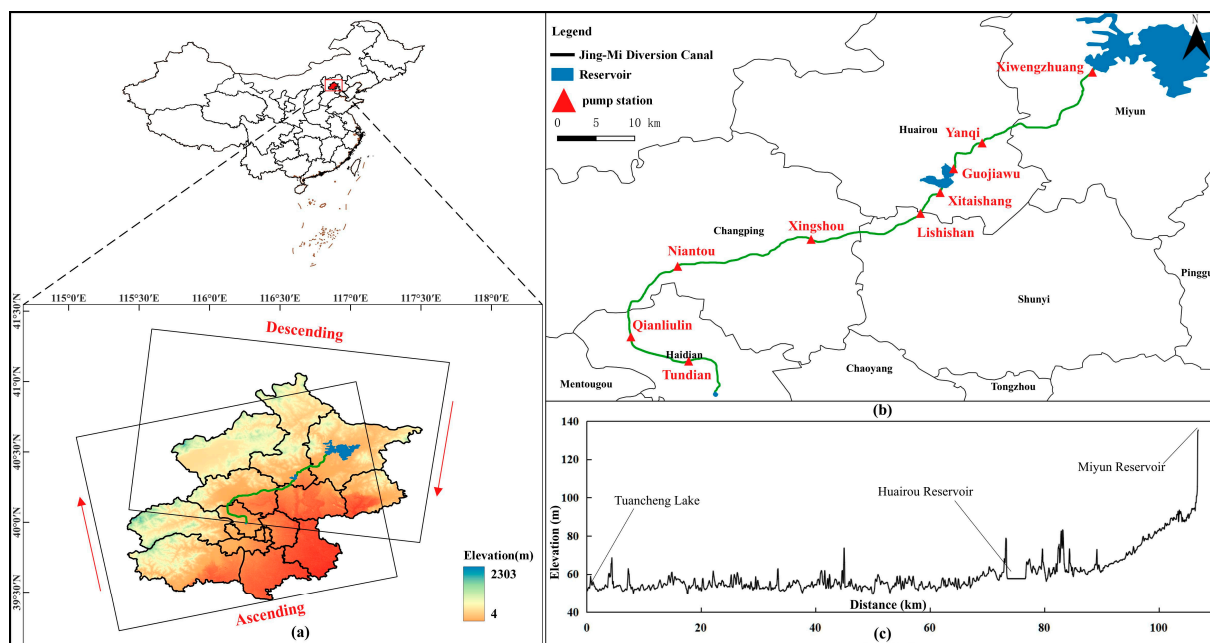 115°0'E 115°30'E 116°0'E 116°30'E 117°0'E 117°30'E 118°0'E
41°30'N
41°0'N
40°30'N
40°0'N
39°30'N
Descending
Ascending
Elevation(m)
2303
4
(a)
Legend
Jing-Mi Diversion Canal
Reservoir
pump station
0 5 10 km
N
Xiwengzhuang
Miyun
Huairou
Yanqi
Guojiawu
Xitaishang
Lishishan
Xingshou
Changping
Niantou
Pinggu
Shunyi
Qianliulin
Haidian
Tundian
Mentougou
Chaoyang
Tongzhou
(b)
140
120
100
80
60
40
Elevation (m)
Tuancheng Lake
Huairou Reservoir
Miyun Reservoir
0 20 40 60 80 100
Distance (km)
(c)